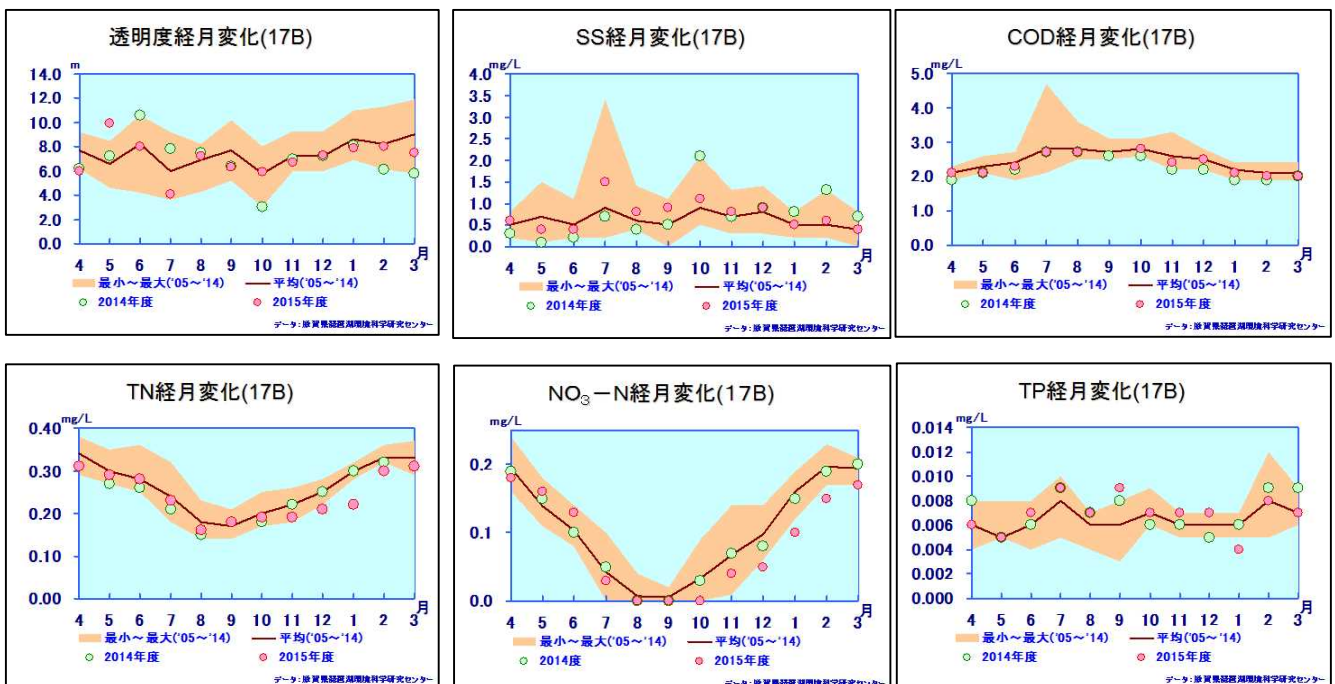 透明度経月変化(17B)
m
14.0
12.0
10.0
8.0
6.0
4.0
2.0
0.0
4 5 6 7 8 9 10 11 12 1 2 3 月
最小～最大('05～'14) 平均('05～'14)
2014年度 2015年度
データ:滋賀県琵琶湖環境科学研究センター
SS経月変化(17B)
mg/L
4.0
3.5
3.0
2.5
2.0
1.5
1.0
0.5
0.0
4 5 6 7 8 9 10 11 12 1 2 3 月
最小～最大('05～'14) 平均('05～'14)
2014年度 2015年度
データ:滋賀県琵琶湖環境科学研究センター
COD経月変化(17B)
mg/L
5.0
4.0
3.0
2.0
1.0
0.0
4 5 6 7 8 9 10 11 12 1 2 3 月
最小～最大('05～'14) 平均('05～'14)
2014年度 2015年度
データ:滋賀県琵琶湖環境科学研究センター
TN経月変化(17B)
mg/L
0.40
0.30
0.20
0.10
0.00
4 5 6 7 8 9 10 11 12 1 2 3 月
最小～最大('05～'14) 平均('05～'14)
2014年度 2015年度
データ:滋賀県琵琶湖環境科学研究センター
NO₃－N経月変化(17B)
mg/L
0.2
0.1
0.0
4 5 6 7 8 9 10 11 12 1 2 3 月
最小～最大('05～'14) 平均('05～'14)
2014度 2015年度
データ:滋賀県琵琶湖環境科学研究センター
TP経月変化(17B)
mg/L
0.014
0.012
0.010
0.008
0.006
0.004
0.002
0.000
4 5 6 7 8 9 10 11 12 1 2 3 月
最小～最大('05～'14) 平均('05～'14)
2014年度 2015年度
データ:滋賀県琵琶湖環境科学研究センター